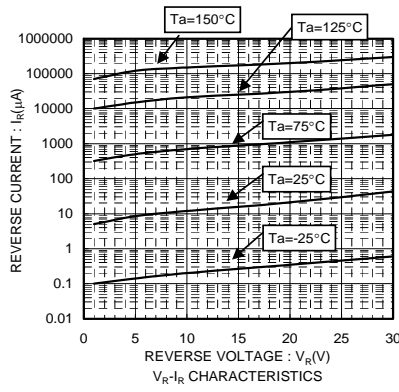 Ta=150°C
Ta=125°C
1000000
100000
10000
1000
100
10
1
0.1
0.01
REVERSE CURRENT : IR(μA)
Ta=75°C
Ta=25°C
Ta=-25°C
0 5 10 15 20 25 30
REVERSE VOLTAGE : VR(V)
VR-IR CHARACTERISTICS